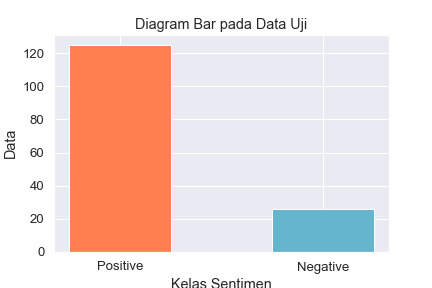 Diagram Bar pada Data Uji
120
100
80
60
40
20
0
Data
Positive
Negative
Kelas Sentimen